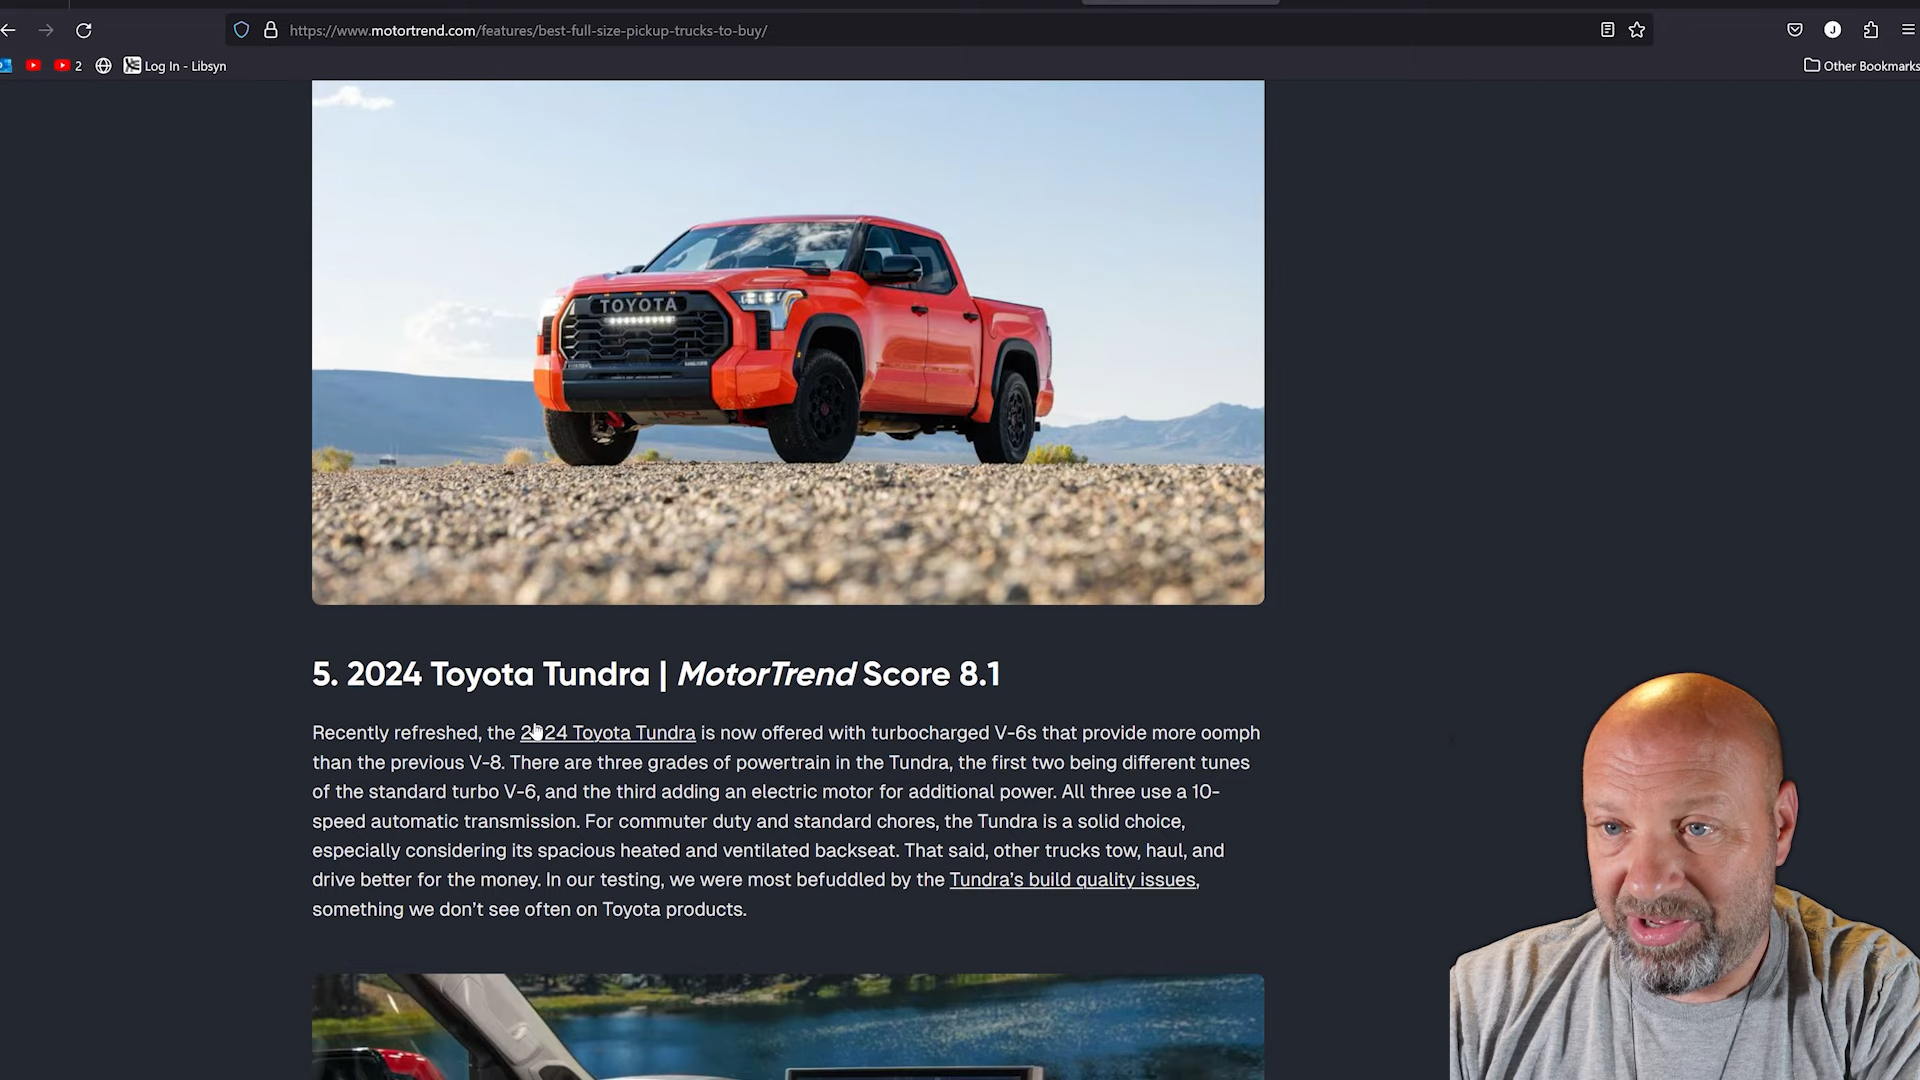 https://www.motortrend.com/features/best-full-size-pickup-trucks-to-buy/
J
2
Log In - Libsyn
Other Bookmarks
TOYOTA
TRD
5. 2024 Toyota Tundra | MotorTrend Score 8.1
Recently refreshed, the 2024 Toyota Tundra is now offered with turbocharged V-6s that provide more oomph
than the previous V-8. There are three grades of powertrain in the Tundra, the first two being different tunes
of the standard turbo V-6, and the third adding an electric motor for additional power. All three use a 10-
speed automatic transmission. For commuter duty and standard chores, the Tundra is a solid choice,
especially considering its spacious heated and ventilated backseat. That said, other trucks tow, haul, and
drive better for the money. In our testing, we were most befuddled by the Tundra’s build quality issues,
something we don’t see often on Toyota products.